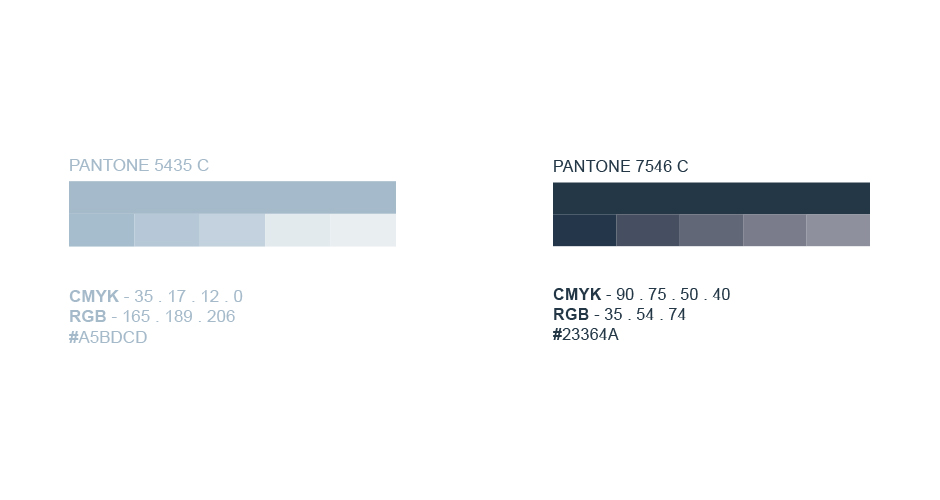 PANTONE 5435 C
CMYK - 35 . 17 . 12 . 0
RGB - 165 . 189 . 206
#A5BDCD
PANTONE 7546 C
CMYK - 90 . 75 . 50 . 40
RGB - 35 . 54 . 74
#23364A